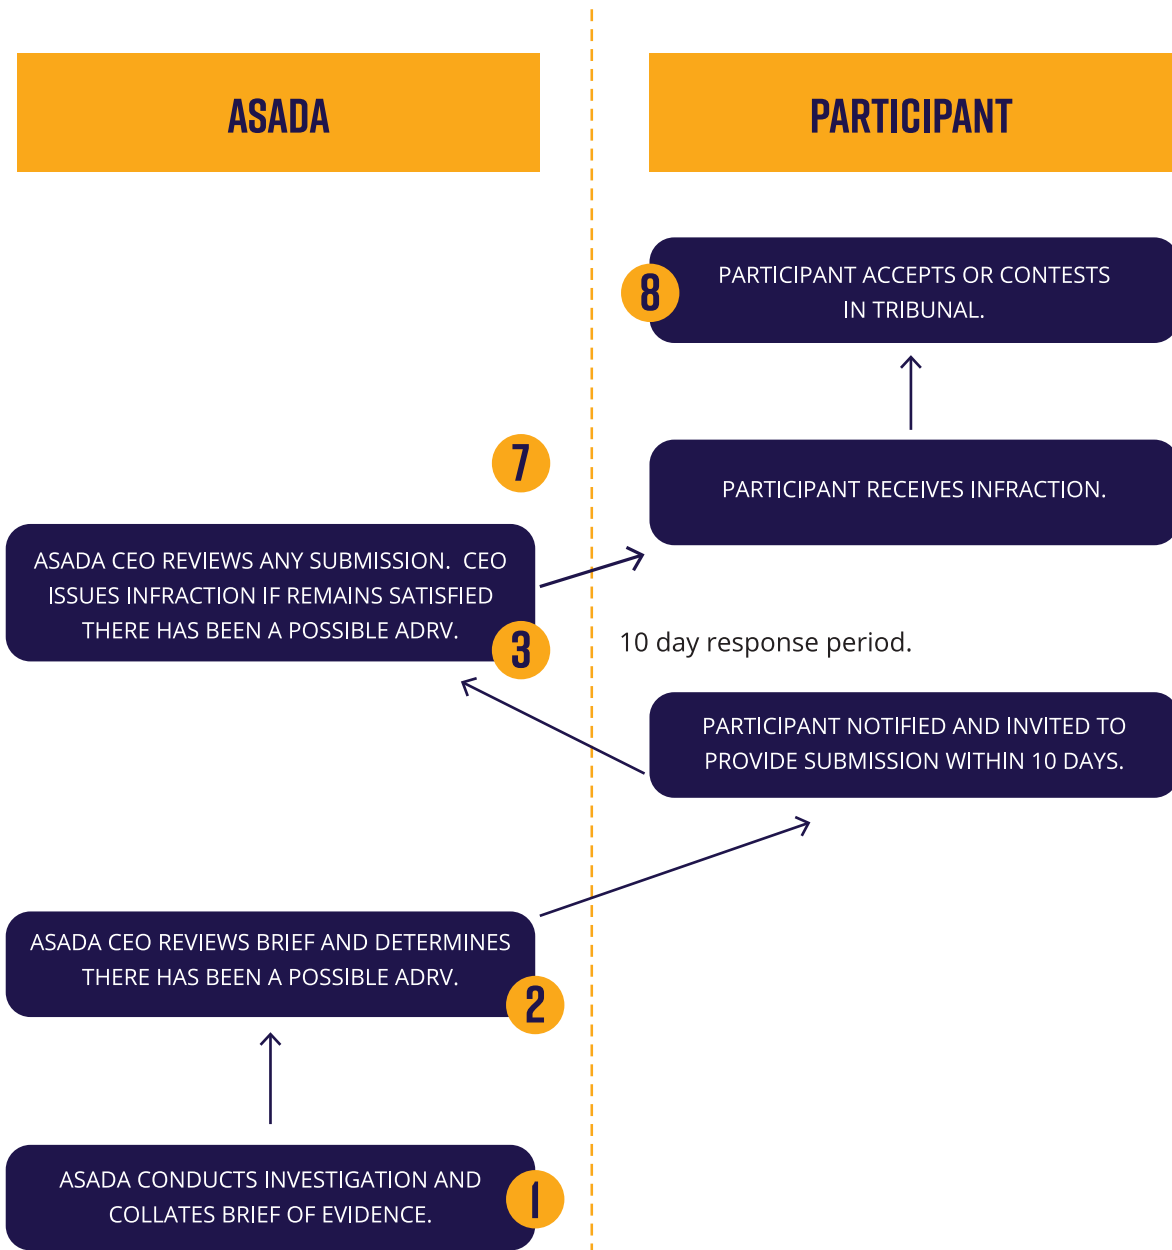 ASADA
PARTICIPANT
8
PARTICIPANT ACCEPTS OR CONTESTS
IN TRIBUNAL.
7
PARTICIPANT RECEIVES INFRACTION.
ASADA CEO REVIEWS ANY SUBMISSION. CEO
ISSUES INFRACTION IF REMAINS SATISFIED
THERE HAS BEEN A POSSIBLE ADRV.
3
10 day response period.
PARTICIPANT NOTIFIED AND INVITED TO
PROVIDE SUBMISSION WITHIN 10 DAYS.
ASADA CEO REVIEWS BRIEF AND DETERMINES
THERE HAS BEEN A POSSIBLE ADRV.
2
ASADA CONDUCTS INVESTIGATION AND
COLLATES BRIEF OF EVIDENCE.
1